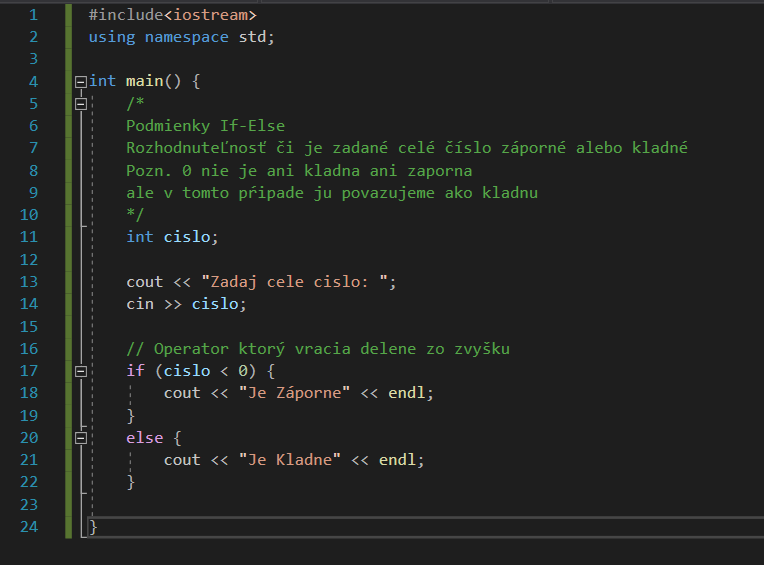 1 #include<iostream>
2 using namespace std;
3
4 int main() {
5 /*
6 Podmienky If-Else
7 Rozhodnuteľnosť či je zadané celé číslo záporné alebo kladné
8 Pozn. 0 nie je ani kladna ani zaporna
9 ale v tomto pŕipade ju povazujeme ako kladnu
10 */
11 int cislo;
12
13 cout << "Zadaj cele cislo: ";
14 cin >> cislo;
15
16 // Operator ktorý vracia delene zo zvyšku
17 if (cislo < 0) {
18 cout << "Je Záporne" << endl;
19 }
20 else {
21 cout << "Je Kladne" << endl;
22 }
23
24 }